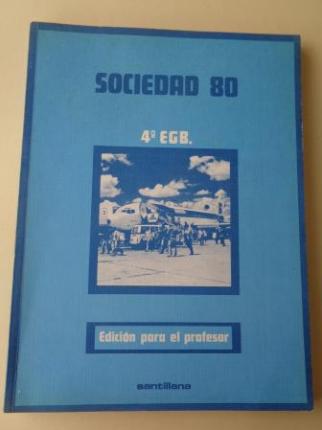 SOCIEDAD 80
4º EGB.
Edición para el profesor
santillana